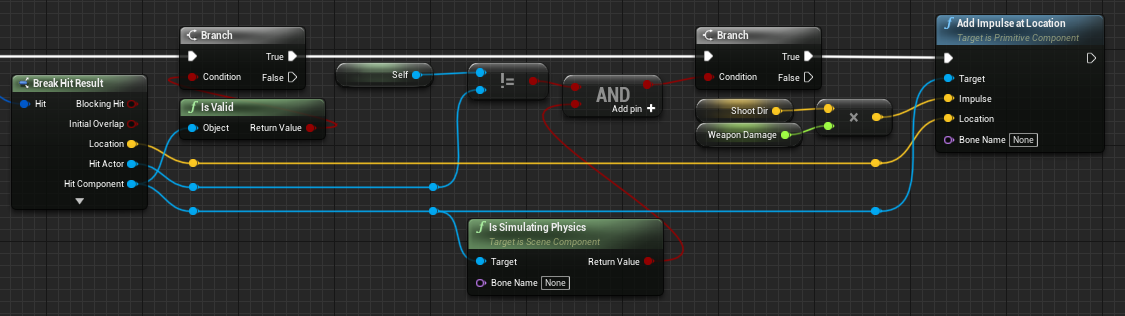 Branch
True
Condition
False
Break Hit Result
Hit
Blocking Hit
Initial Overlap
Location
Hit Actor
Hit Component
Is Valid
Object
Return Value
Self
!=
AND
Add pin +
Is Simulating Physics
Target is Scene Component
Target
Return Value
Bone Name None
Branch
True
Condition
False
Shoot Dir
Weapon Damage
×
Add Impulse at Location
Target is Primitive Component
Target
Impulse
Location
Bone Name None